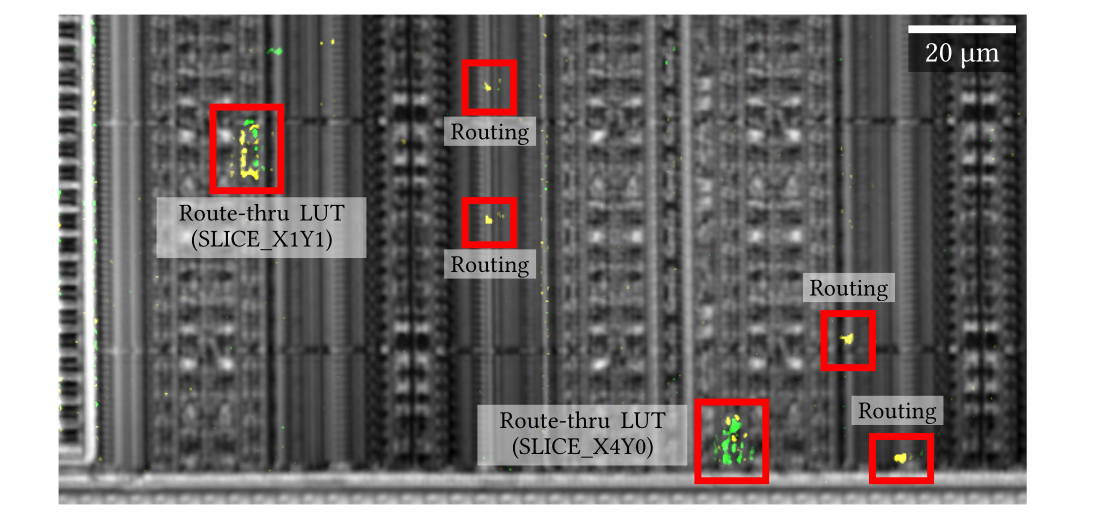 20 µm
Routing
Route-thru LUT
(SLICE_X1Y1)
Routing
Routing
Routing
Route-thru LUT
(SLICE_X4Y0)